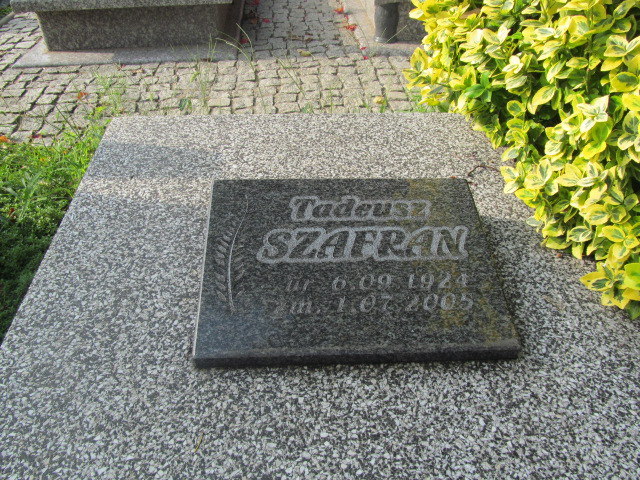 Tadeusz
SZAFRAN
ur. 6.09.1924
zm. 1.07.2005